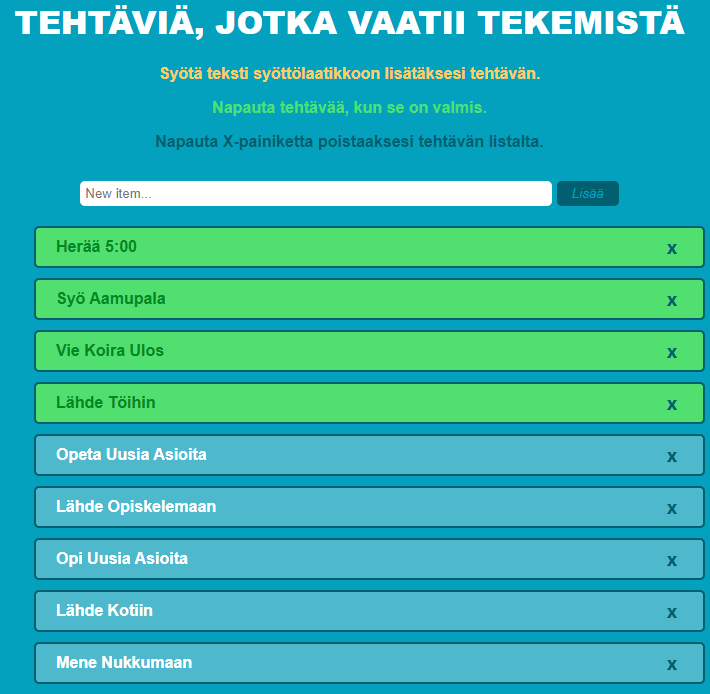 TEHTÄVIÄ, JOTKA VAATII TEKEMISTÄ
Syötä teksti syöttölaatikkoon lisätäksesi tehtävän.
Napauta tehtävää, kun se on valmis.
Napauta X-painiketta poistaaksesi tehtävän listalta.
New item... Lisää
Herää 5:00 x
Syö Aamupala x
Vie Koira Ulos x
Lähde Töihin x
Opeta Uusia Asioita x
Lähde Opiskelemaan x
Opi Uusia Asioita x
Lähde Kotiin x
Mene Nukkumaan x